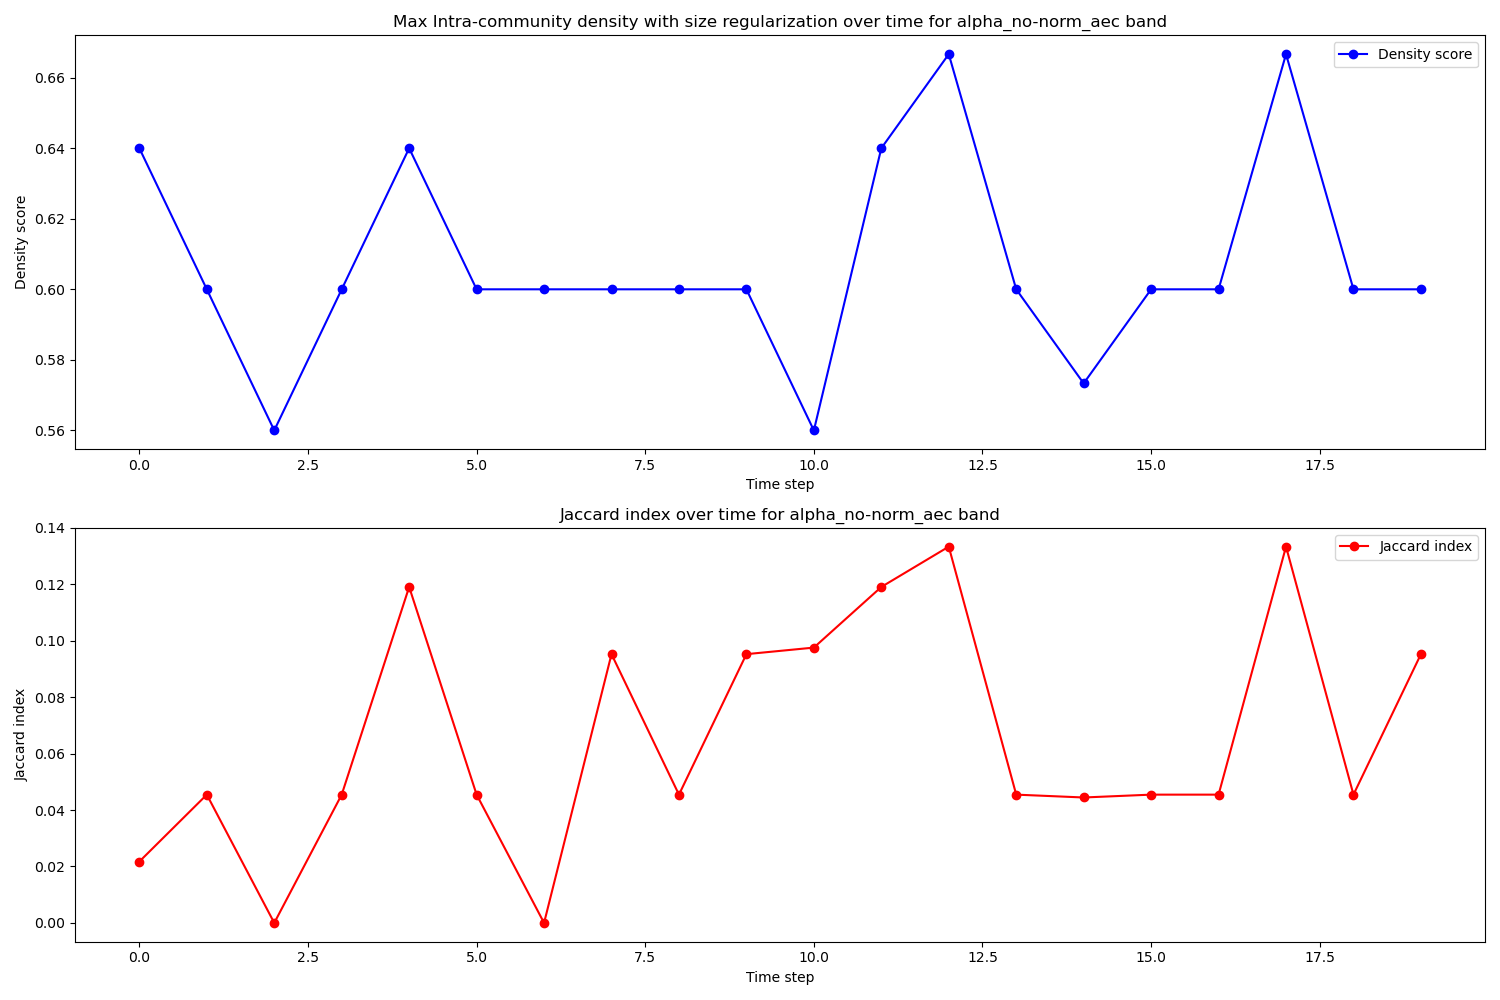 Max Intra-community density with size regularization over time for alpha_no-norm_aec band
Density score
0.66
0.64
0.62
0.60
0.58
0.56
Density score
0.0 2.5 5.0 7.5 10.0 12.5 15.0 17.5
Time step
Jaccard index over time for alpha_no-norm_aec band
Jaccard index
0.14
0.12
0.10
0.08
0.06
0.04
0.02
0.00
Jaccard index
0.0 2.5 5.0 7.5 10.0 12.5 15.0 17.5
Time step